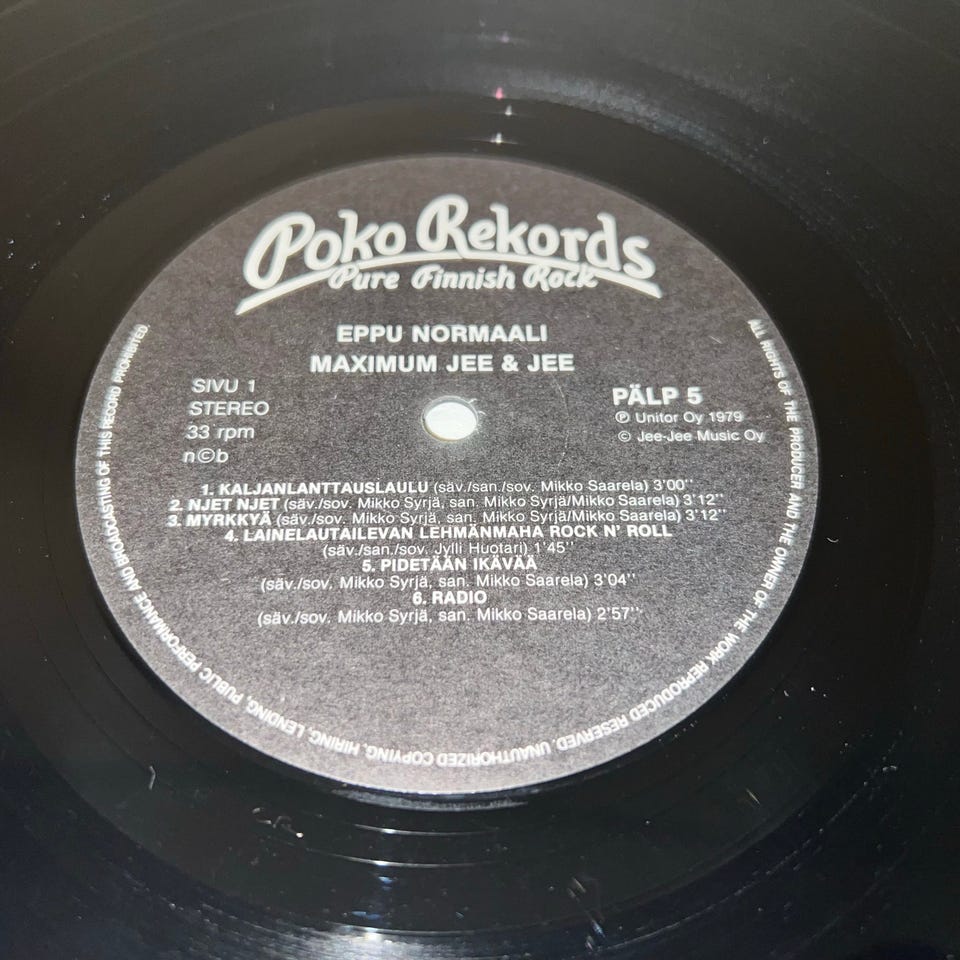 Poko Rekords
Pure Finnish Rock
EPPU NORMAALI
MAXIMUM JEE & JEE
SIVU 1
STEREO
33 rpm
n©b
PÄLP 5
℗ Unitor Oy 1979
© Jee-Jee Music Oy
1. KALJANLANTTAUSLAULU (säv./san./sov. Mikko Saarela) 3'00''
2. NJET NJET (säv./sov. Mikko Syrjä, san. Mikko Syrjä/Mikko Saarela) 3'12''
3. MYRKKYÄ (säv./sov. Mikko Syrjä, san. Mikko Syrjä/Mikko Saarela) 3'12''
4. LAINELAUTAILEVAN LEHMÄNMAHA ROCK N' ROLL
(säv./san./sov. Jylli Huotari) 1'45''
5. PIDETÄÄN IKÄVÄÄ
(säv./sov. Mikko Syrjä, san. Mikko Saarela) 3'04''
6. RADIO
(säv./sov. Mikko Syrjä, san. Mikko Saarela) 2'57''
ALL RIGHTS OF THE PRODUCER AND THE OWNER OF THE WORK REPRODUCED RESERVED. UNAUTHORIZED COPYING, HIRING, LENDING, PUBLIC PERFORMANCE AND BROADCASTING OF THIS RECORD PROHIBITED